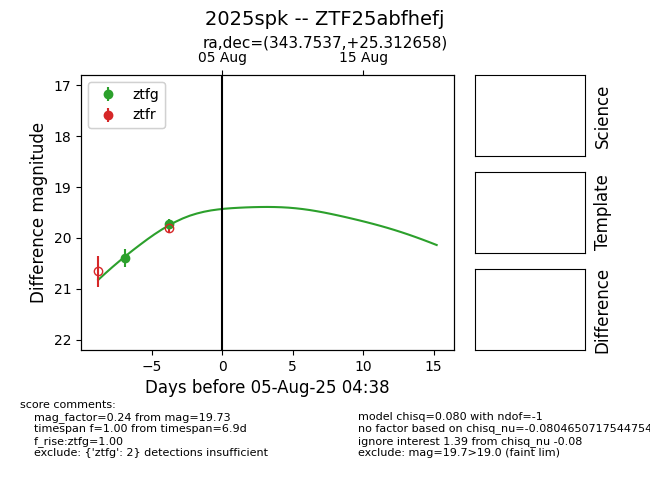 2025spk -- ZTF25abfhefj
ra,dec=(343.7537,+25.312658)
05 Aug
15 Aug
ztfg
ztfr
17
18
19
20
21
22
Difference magnitude
−5
0
5
10
15
Days before 05-Aug-25 04:38
Science
Template
Difference
score comments:
mag_factor=0.24 from mag=19.73
timespan f=1.00 from timespan=6.9d
f_rise:ztfg=1.00
exclude: {'ztfg': 2} detections insufficient
model chisq=0.080 with ndof=-1
no factor based on chisq_nu=-0.0804650717544754
ignore interest 1.39 from chisq_nu -0.08
exclude: mag=19.7>19.0 (faint lim)